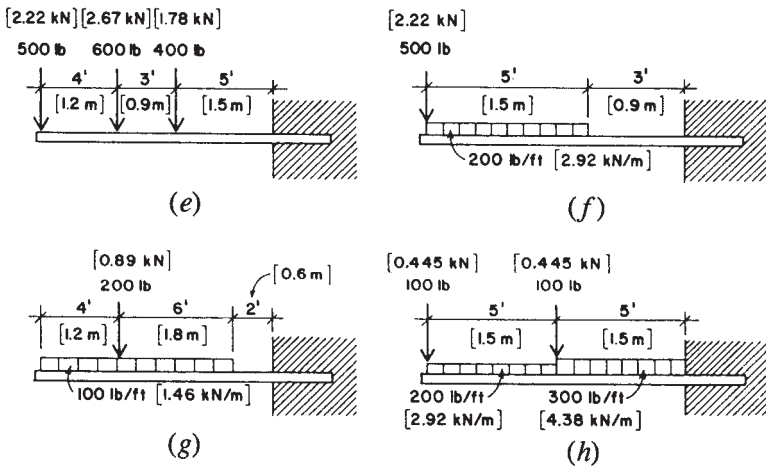 [2.22 kN][2.67 kN][1.78 kN]
500 lb 600 lb 400 lb
4' 3' 5'
[1.2 m] [0.9 m] [1.5 m]
(e)
[2.22 kN]
500 lb
5' 3'
[1.5 m] [0.9 m]
200 lb/ft [2.92 kN/m]
(f)
[0.89 kN]
200 lb
[0.6 m]
4' 6' 2'
[1.2 m] [1.8 m]
100 lb/ft [1.46 kN/m]
(g)
[0.445 kN] [0.445 kN]
100 lb 100 lb
5' 5'
[1.5 m] [1.5 m]
200 lb/ft 300 lb/ft
[2.92 kN/m] [4.38 kN/m]
(h)